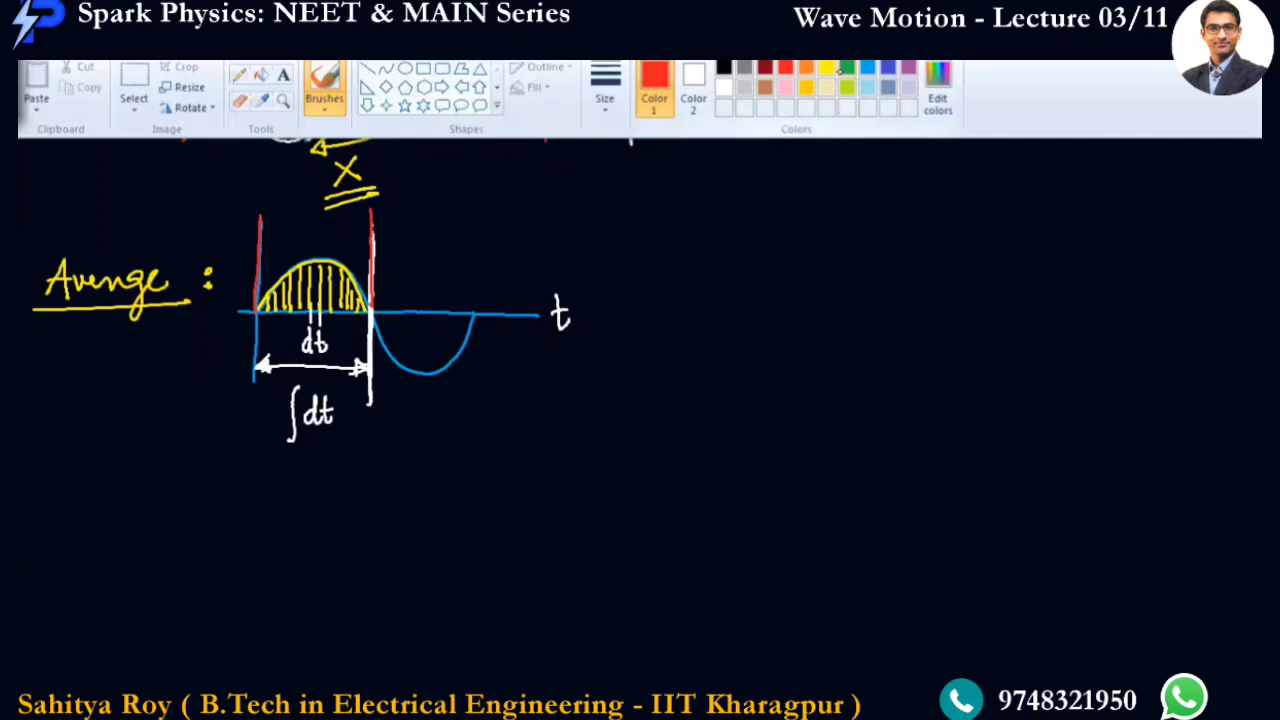 Spark Physics: NEET & MAIN Series
Wave Motion - Lecture 03/11
Cut
Crop
Outline
Copy
Resize
Fill
Paste
Select
Rotate
A
Brushes
Size
Color 1
Color 2
Edit colors
Clipboard
Image
Tools
Shapes
Colors
X
Average :
t
dt
∫dt
Sahitya Roy ( B.Tech in Electrical Engineering - IIT Kharagpur )
9748321950